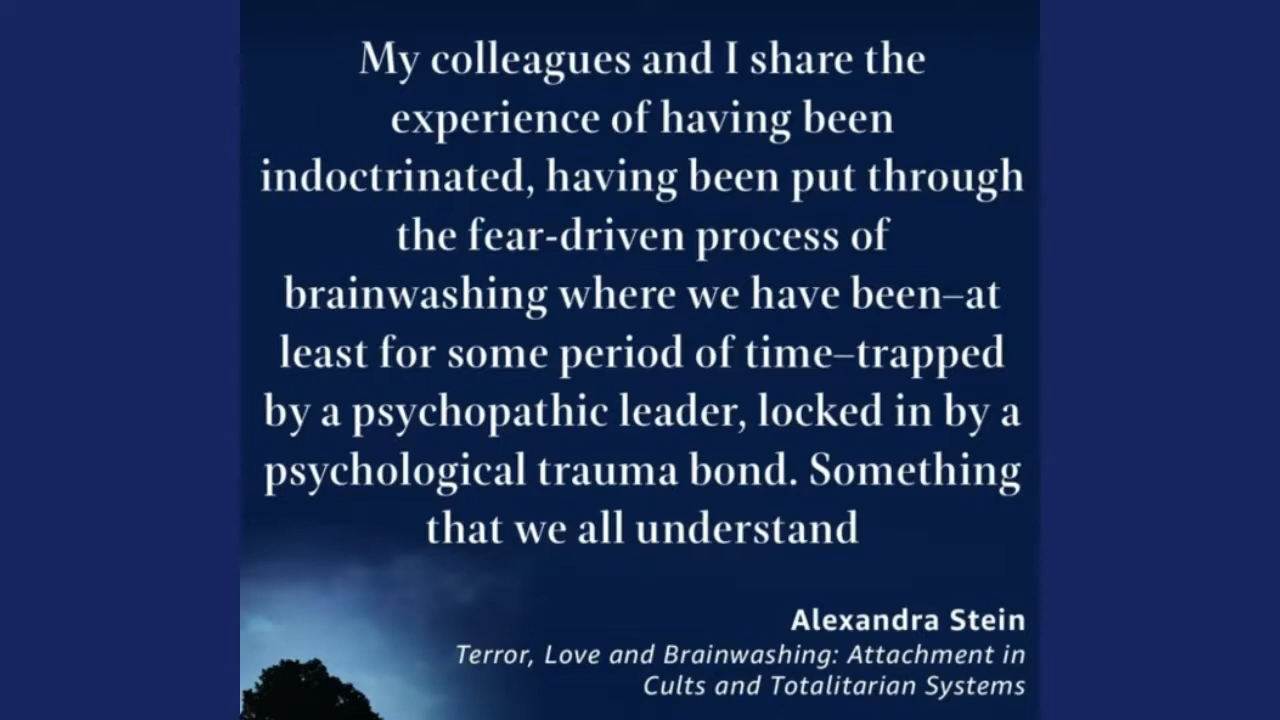 My colleagues and I share the
experience of having been
indoctrinated, having been put through
the fear-driven process of
brainwashing where we have been–at
least for some period of time–trapped
by a psychopathic leader, locked in by a
psychological trauma bond. Something
that we all understand
Alexandra Stein
Terror, Love and Brainwashing: Attachment in
Cults and Totalitarian Systems